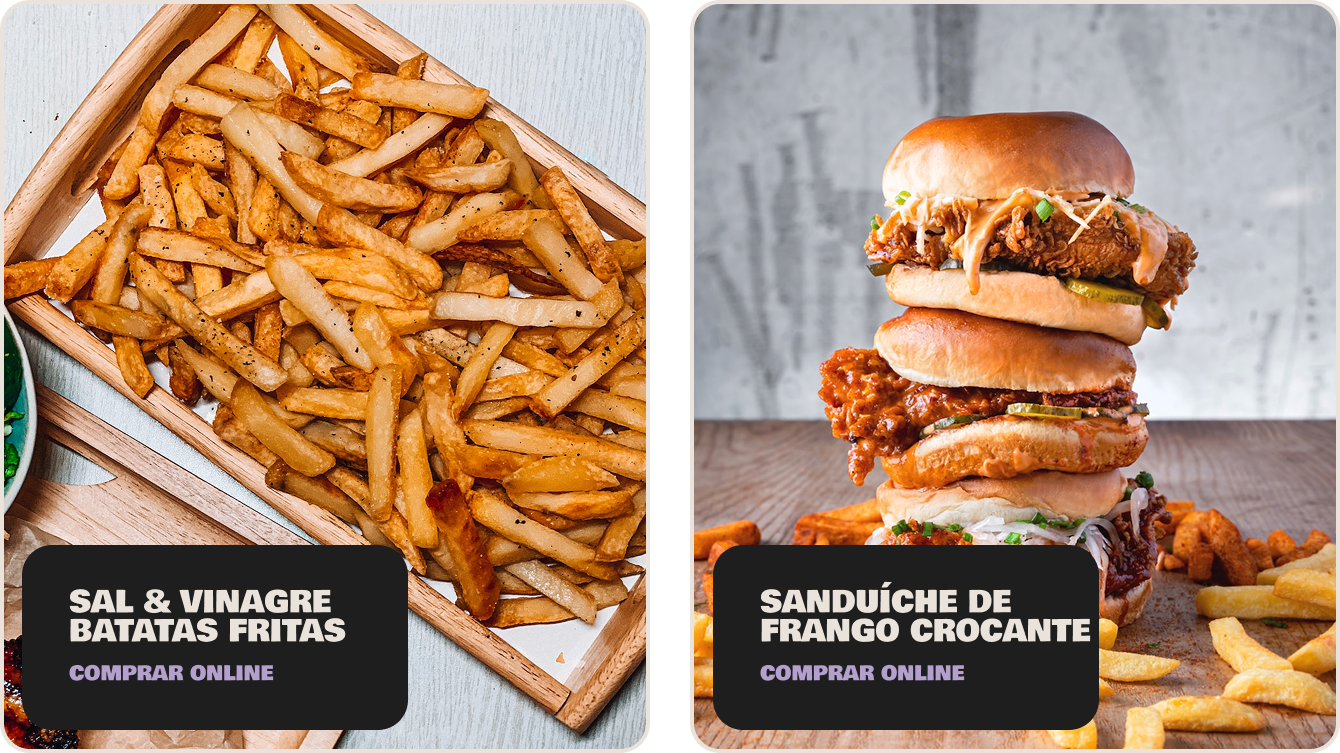 SAL & VINAGRE
BATATAS FRITAS
COMPRAR ONLINE
SANDUÍCHE DE
FRANGO CROCANTE
COMPRAR ONLINE